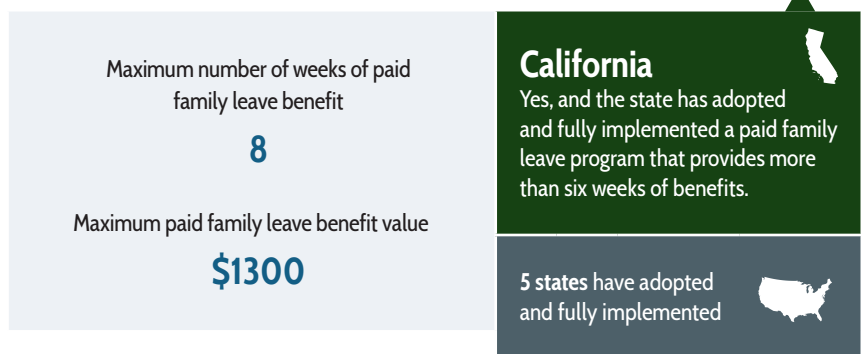 Maximum number of weeks of paid
family leave benefit
8
Maximum paid family leave benefit value
$1300
California
Yes, and the state has adopted
and fully implemented a paid family
leave program that provides more
than six weeks of benefits.
5 states have adopted
and fully implemented